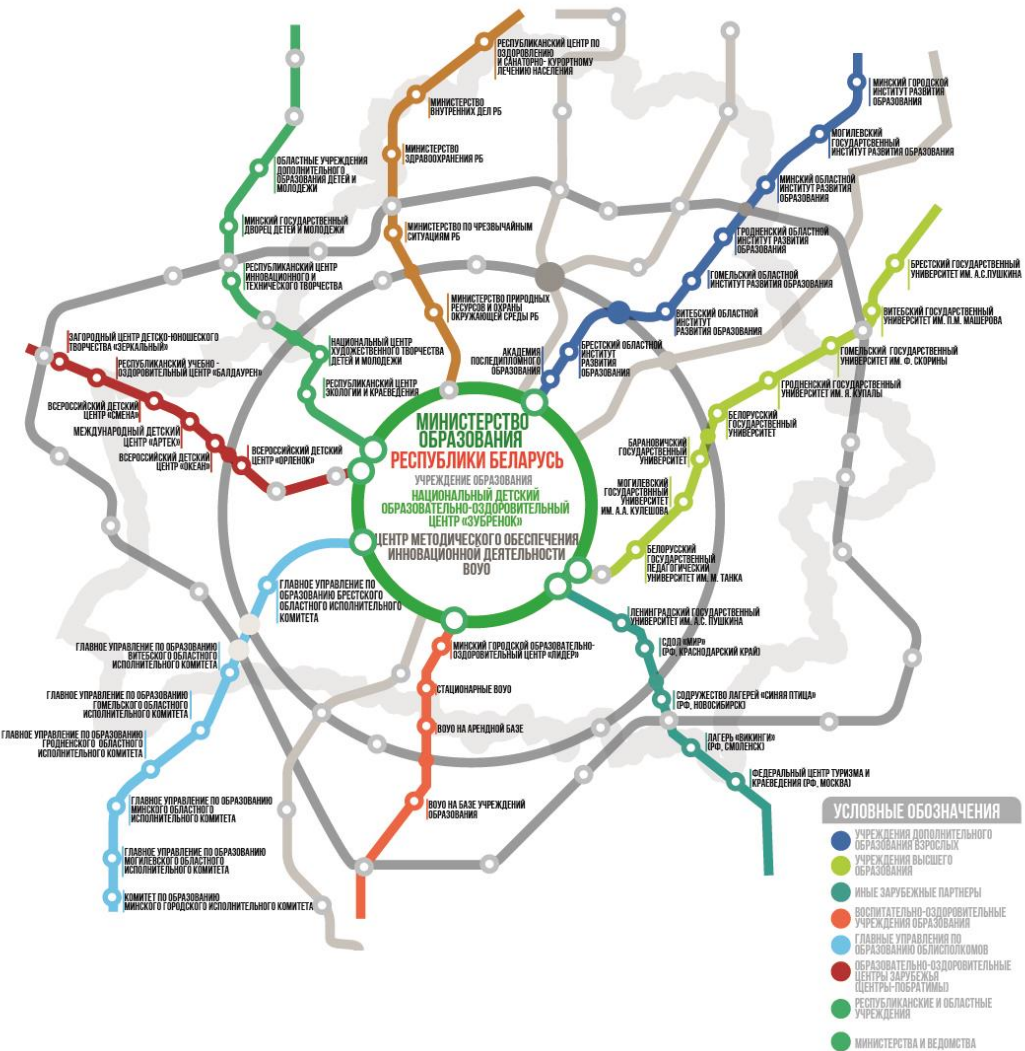 РЕСПУБЛИКАНСКИЙ ЦЕНТР ПО
ОЗДОРОВЛЕНИЮ
И САНАТОРНО- КУРОРТНОМУ
ЛЕЧЕНИЮ НАСЕЛЕНИЯ
МИНИСТЕРСТВО
ВНУТРЕННИХ ДЕЛ РБ
МИНИСТЕРСТВО
ЗДРАВООХРАНЕНИЯ РБ
МИНИСТЕРСТВО ПО ЧРЕЗВЫЧАЙНЫМ
СИТУАЦИЯМ РБ
МИНИСТЕРСТВО ПРИРОДНЫХ
РЕСУРСОВ И ОХРАНЫ
ОКРУЖАЮЩЕЙ СРЕДЫ РБ
ОБЛАСТНЫЕ УЧРЕЖДЕНИЯ
ДОПОЛНИТЕЛЬНОГО
ОБРАЗОВАНИЯ ДЕТЕЙ И
МОЛОДЕЖИ
МИНСКИЙ ГОСУДАРСТВЕННЫЙ
ДВОРЕЦ ДЕТЕЙ И МОЛОДЕЖИ
РЕСПУБЛИКАНСКИЙ ЦЕНТР
ИННОВАЦИОННОГО И
ТЕХНИЧЕСКОГО ТВОРЧЕСТВА
НАЦИОНАЛЬНЫЙ ЦЕНТР
ХУДОЖЕСТВЕННОГО ТВОРЧЕСТВА
ДЕТЕЙ И МОЛОДЕЖИ
РЕСПУБЛИКАНСКИЙ ЦЕНТР
ЭКОЛОГИИ И КРАЕВЕДЕНИЯ
МИНСКИЙ ГОРОДСКОЙ
ИНСТИТУТ РАЗВИТИЯ
ОБРАЗОВАНИЯ
МОГИЛЕВСКИЙ
ГОСУДАРТСВЕННЫЙ
ИНСТИТУТ РАЗВИТИЯ ОБРАЗОВАНИЯ
МИНСКИЙ ОБЛАСТНОЙ
ИНСТИТУТ РАЗВИТИЯ
ОБРАЗОВАНИЯ
ГРОДНЕНСКИЙ ОБЛАСТНОЙ
ИНСТИТУТ РАЗВИТИЯ
ОБРАЗОВАНИЯ
ГОМЕЛЬСКИЙ ОБЛАСТНОЙ
ИНСТИТУТ РАЗВИТИЯ ОБРАЗОВАНИЯ
ВИТЕБСКИЙ ОБЛАСТНОЙ
ИНСТИТУТ
РАЗВИТИЯ ОБРАЗОВАНИЯ
БРЕСТСКИЙ ОБЛАСТНОЙ
ИНСТИТУТ
РАЗВИТИЯ
ОБРАЗОВАНИЯ
АКАДЕМИЯ
ПОСЛЕДИПЛОМНОГО
ОБРАЗОВАНИЯ
БРЕСТСКИЙ ГОСУДАРСТВЕННЫЙ
УНИВЕРСИТЕТ ИМ. А.С.ПУШКИНА
ВИТЕБСКИЙ ГОСУДАРСТВЕННЫЙ
УНИВЕРСИТЕТ ИМ. П.М. МАШЕРОВА
ГОМЕЛЬСКИЙ ГОСУДАРСТВЕННЫЙ
УНИВЕРСИТЕТ ИМ. Ф. СКОРИНЫ
ГРОДНЕНСКИЙ ГОСУДАРСТВЕННЫЙ
УНИВЕРСИТЕТ ИМ. Я. КУПАЛЫ
БЕЛОРУССКИЙ
ГОСУДАРСТВЕННЫЙ
УНИВЕРСИТЕТ
БАРАНОВИЧСКИЙ
ГОСУДАРСТВЕННЫЙ
УНИВЕРСИТЕТ
МОГИЛЕВСКИЙ
ГОСУДАРСТВЕННЫЙ
УНИВЕРСИТЕТ
ИМ. А.А. КУЛЕШОВА
БЕЛОРУССКИЙ
ГОСУДАРСТВЕННЫЙ
ПЕДАГОГИЧЕСКИЙ
УНИВЕРСИТЕТ ИМ. М. ТАНКА
ЗАГОРОДНЫЙ ЦЕНТР ДЕТСКО-ЮНОШЕСКОГО
ТВОРЧЕСТВА «ЗЕРКАЛЬНЫЙ»
РЕСПУБЛИКАНСКИЙ УЧЕБНО -
ОЗДОРОВИТЕЛЬНЫЙ ЦЕНТР «БАЛДАУРЕН»
ВСЕРОССИЙСКИЙ ДЕТСКИЙ
ЦЕНТР «СМЕНА»
МЕЖДУНАРОДНЫЙ ДЕТСКИЙ
ЦЕНТР «АРТЕК»
ВСЕРОССИЙСКИЙ ДЕТСКИЙ
ЦЕНТР «ОКЕАН»
ВСЕРОССИЙСКИЙ ДЕТСКИЙ
ЦЕНТР «ОРЛЕНОК»
МИНИСТЕРСТВО
ОБРАЗОВАНИЯ
РЕСПУБЛИКИ БЕЛАРУСЬ
УЧРЕЖДЕНИЕ ОБРАЗОВАНИЯ
НАЦИОНАЛЬНЫЙ ДЕТСКИЙ
ОБРАЗОВАТЕЛЬНО-ОЗДОРОВИТЕЛЬНЫЙ
ЦЕНТР «ЗУБРЕНОК»
ЦЕНТР МЕТОДИЧЕСКОГО ОБЕСПЕЧЕНИЯ
ИННОВАЦИОННОЙ ДЕЯТЕЛЬНОСТИ
ВОУО
ГЛАВНОЕ УПРАВЛЕНИЕ ПО
ОБРАЗОВАНИЮ БРЕСТСКОГО
ОБЛАСТНОГО ИСПОЛНИТЕЛЬНОГО
КОМИТЕТА
ГЛАВНОЕ УПРАВЛЕНИЕ ПО ОБРАЗОВАНИЮ
ВИТЕБСКОГО ОБЛАСТНОГО
ИСПОЛНИТЕЛЬНОГО КОМИТЕТА
ГЛАВНОЕ УПРАВЛЕНИЕ ПО ОБРАЗОВАНИЮ
ГОМЕЛЬСКОГО ОБЛАСТНОГО
ИСПОЛНИТЕЛЬНОГО КОМИТЕТА
ГЛАВНОЕ УПРАВЛЕНИЕ ПО ОБРАЗОВАНИЮ
ГРОДНЕНСКОГО ОБЛАСТНОГО
ИСПОЛНИТЕЛЬНОГО КОМИТЕТА
ГЛАВНОЕ УПРАВЛЕНИЕ ПО ОБРАЗОВАНИЮ
МИНСКОГО ОБЛАСТНОГО
ИСПОЛНИТЕЛЬНОГО КОМИТЕТА
ГЛАВНОЕ УПРАВЛЕНИЕ ПО ОБРАЗОВАНИЮ
МОГИЛЕВСКОГО ОБЛАСТНОГО
ИСПОЛНИТЕЛЬНОГО КОМИТЕТА
КОМИТЕТ ПО ОБРАЗОВАНИЮ
МИНСКОГО ГОРОДСКОГО ИСПОЛНИТЕЛЬНОГО КОМИТЕТА
МИНСКИЙ ГОРОДСКОЙ ОБРАЗОВАТЕЛЬНО-
ОЗДОРОВИТЕЛЬНЫЙ ЦЕНТР «ЛИДЕР»
СТАЦИОНАРНЫЕ ВОУО
ВОУО НА АРЕНДНОЙ БАЗЕ
ВОУО НА БАЗЕ УЧРЕЖДЕНИЙ
ОБРАЗОВАНИЯ
ЛЕНИНГРАДСКИЙ ГОСУДАРСТВЕННЫЙ
УНИВЕРСИТЕТ ИМ. А.С. ПУШКИНА
СДОЛ «МИР»
(РФ, КРАСНОДАРСКИЙ КРАЙ)
СОДРУЖЕСТВО ЛАГЕРЕЙ «СИНЯЯ ПТИЦА»
(РФ, НОВОСИБИРСК)
ЛАГЕРЬ «ВИКИНГИ»
(РФ, СМОЛЕНСК)
ФЕДЕРАЛЬНЫЙ ЦЕНТР ТУРИЗМА И
КРАЕВЕДЕНИЯ (РФ, МОСКВА)
УСЛОВНЫЕ ОБОЗНАЧЕНИЯ
УЧРЕЖДЕНИЯ ДОПОЛНИТЕЛЬНОГО
ОБРАЗОВАНИЯ ВЗРОСЛЫХ
УЧРЕЖДЕНИЯ ВЫСШЕГО
ОБРАЗОВАНИЯ
ИНЫЕ ЗАРУБЕЖНЫЕ ПАРТНЕРЫ
ВОСПИТАТЕЛЬНО-ОЗДОРОВИТЕЛЬНЫЕ
УЧРЕЖДЕНИЯ ОБРАЗОВАНИЯ
ГЛАВНЫЕ УПРАВЛЕНИЯ ПО
ОБРАЗОВАНИЮ ОБЛИСПОЛКОМОВ
ОБРАЗОВАТЕЛЬНО-ОЗДОРОВИТЕЛЬНЫЕ
ЦЕНТРЫ ЗАРУБЕЖЬЯ
(ЦЕНТРЫ-ПОБРАТИМЫ)
РЕСПУБЛИКАНСКИЕ И ОБЛАСТНЫЕ
УЧРЕЖДЕНИЯ
МИНИСТЕРСТВА И ВЕДОМСТВА